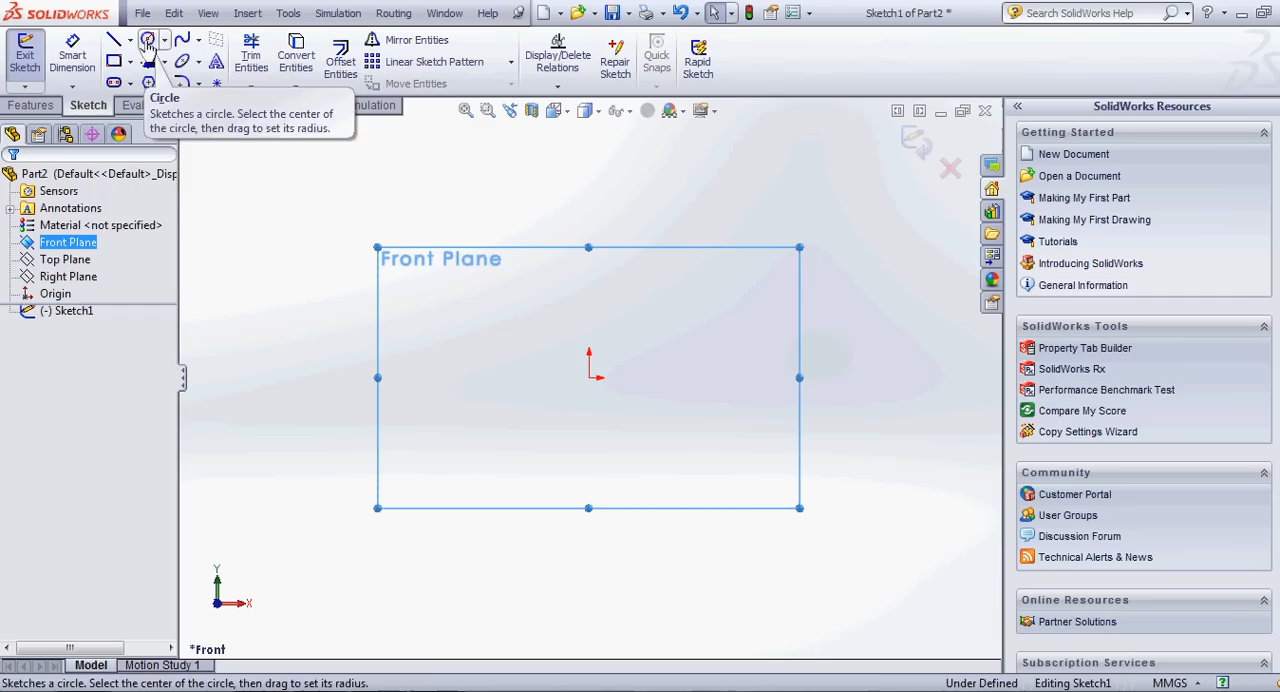 SOLIDWORKS File Edit View Insert Tools Simulation Routing Window Help Sketch1 of Part2 * Search SolidWorks Help
Exit Sketch
Smart Dimension
Trim Entities
Convert Entities
Offset Entities
Mirror Entities
Linear Sketch Pattern
Move Entities
Display/Delete Relations
Repair Sketch
Quick Snaps
Rapid Sketch
Features Sketch
Circle
Sketches a circle. Select the center of
the circle, then drag to set its radius.
Part2 (Default<<Default>_Disp
Sensors
Annotations
Material <not specified>
Front Plane
Top Plane
Right Plane
Origin
(-) Sketch1
Front Plane
Y
X
*Front
SolidWorks Resources
Getting Started
New Document
Open a Document
Making My First Part
Making My First Drawing
Tutorials
Introducing SolidWorks
General Information
SolidWorks Tools
Property Tab Builder
SolidWorks Rx
Performance Benchmark Test
Compare My Score
Copy Settings Wizard
Community
Customer Portal
User Groups
Discussion Forum
Technical Alerts & News
Online Resources
Partner Solutions
Subscription Services
Model Motion Study 1
Sketches a circle. Select the center of the circle, then drag to set its radius. Under Defined Editing Sketch1 MMGS